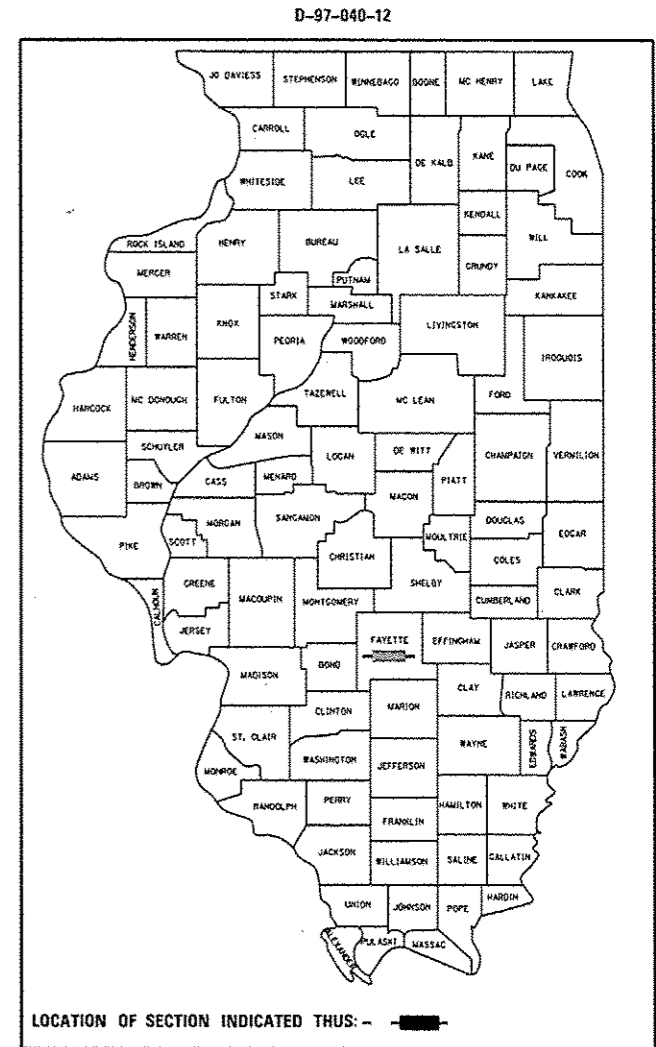 D-97-040-12
JO DAVIESS STEPHENSON WINNEBAGO BOONE MC HENRY LAKE
CARROLL OGLE DE KALB KANE DU PAGE COOK
WHITESIDE LEE
KENDALL WILL
ROCK ISLAND HENRY BUREAU LA SALLE GRUNDY
MERCER PUTNAM KANKAKEE
HENDERSON WARREN KNOX STARK MARSHALL LIVINGSTON
PEORIA WOODFORD IROQUOIS
HANCOCK MC DONOUGH FULTON TAZEWELL MC LEAN FORD
SCHUYLER MASON LOGAN DE WITT CHAMPAIGN VERMILION
ADAMS BROWN CASS MENARD PIATT
MACON
PIKE SCOTT MORGAN SANGAMON CHRISTIAN MOULTRIE DOUGLAS EDGAR
COLES
CALHOUN GREENE MACOUPIN MONTGOMERY SHELBY CUMBERLAND CLARK
JERSEY
MADISON BOND FAYETTE EFFINGHAM JASPER CRAWFORD
CLAY RICHLAND LAWRENCE
CLINTON MARION
ST. CLAIR WAYNE EDWARDS WABASH
MONROE WASHINGTON JEFFERSON
RANDOLPH PERRY HAMILTON WHITE
FRANKLIN
JACKSON WILLIAMSON SALINE GALLATIN
UNION JOHNSON POPE HARDIN
ALEXANDER PULASKI MASSAC
LOCATION OF SECTION INDICATED THUS: -